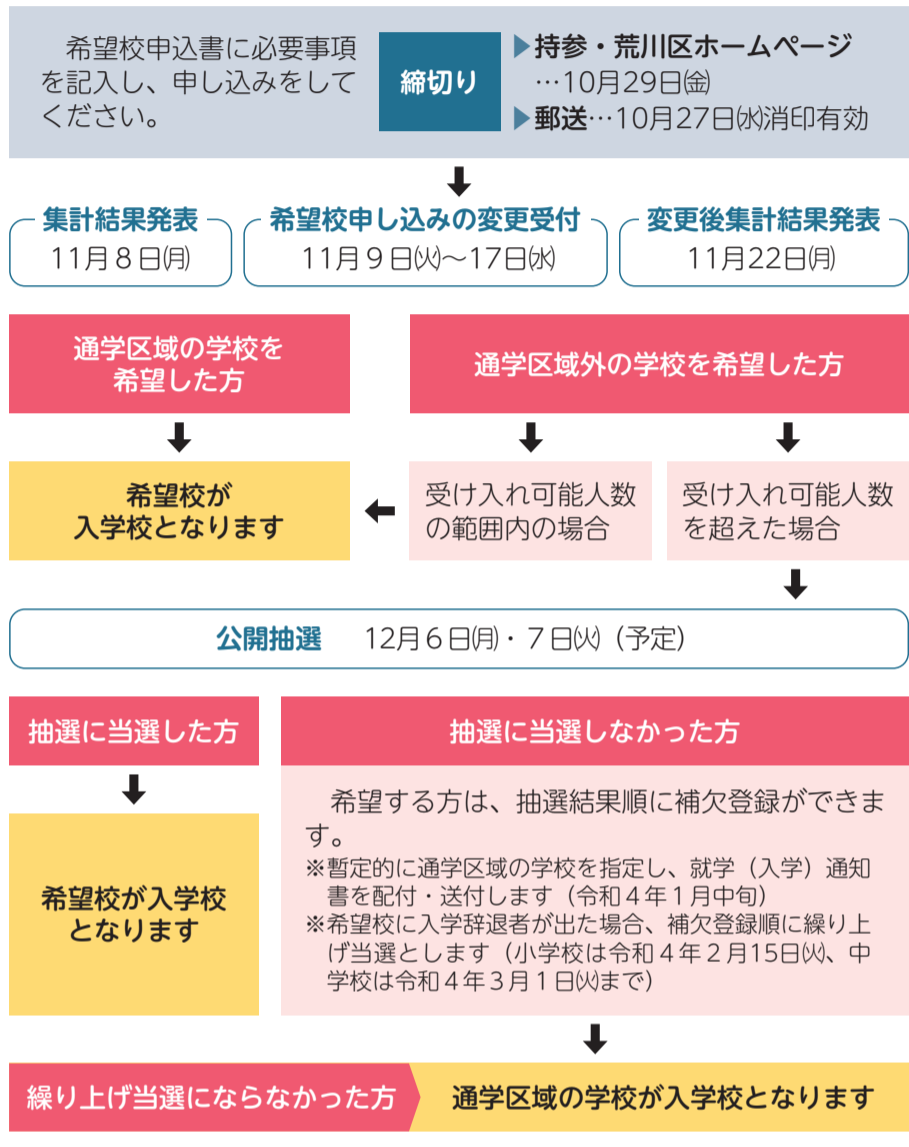 希望校申込書に必要事項
を記入し、申し込みをして
ください。
締切り
▶持参・荒川区ホームページ
…10月29日㈮
▶郵送…10月27日㈬消印有効
集計結果発表
11月8日㈪
希望校申し込みの変更受付
11月9日㈫～17日㈬
変更後集計結果発表
11月22日㈪
通学区域の学校を
希望した方
通学区域外の学校を希望した方
希望校が
入学校となります
受け入れ可能人数
の範囲内の場合
受け入れ可能人数
を超えた場合
公開抽選 12月6日㈪・7日㈫（予定）
抽選に当選した方
希望校が入学校
となります
抽選に当選しなかった方
希望する方は、抽選結果順に補欠登録ができま
す。
※暫定的に通学区域の学校を指定し、就学（入学）通知
書を配付・送付します（令和４年１月中旬）
※希望校に入学辞退者が出た場合、補欠登録順に繰り上
げ当選とします（小学校は令和４年２月15日㈫、中
学校は令和４年３月１日㈫まで）
繰り上げ当選にならなかった方
通学区域の学校が入学校となります